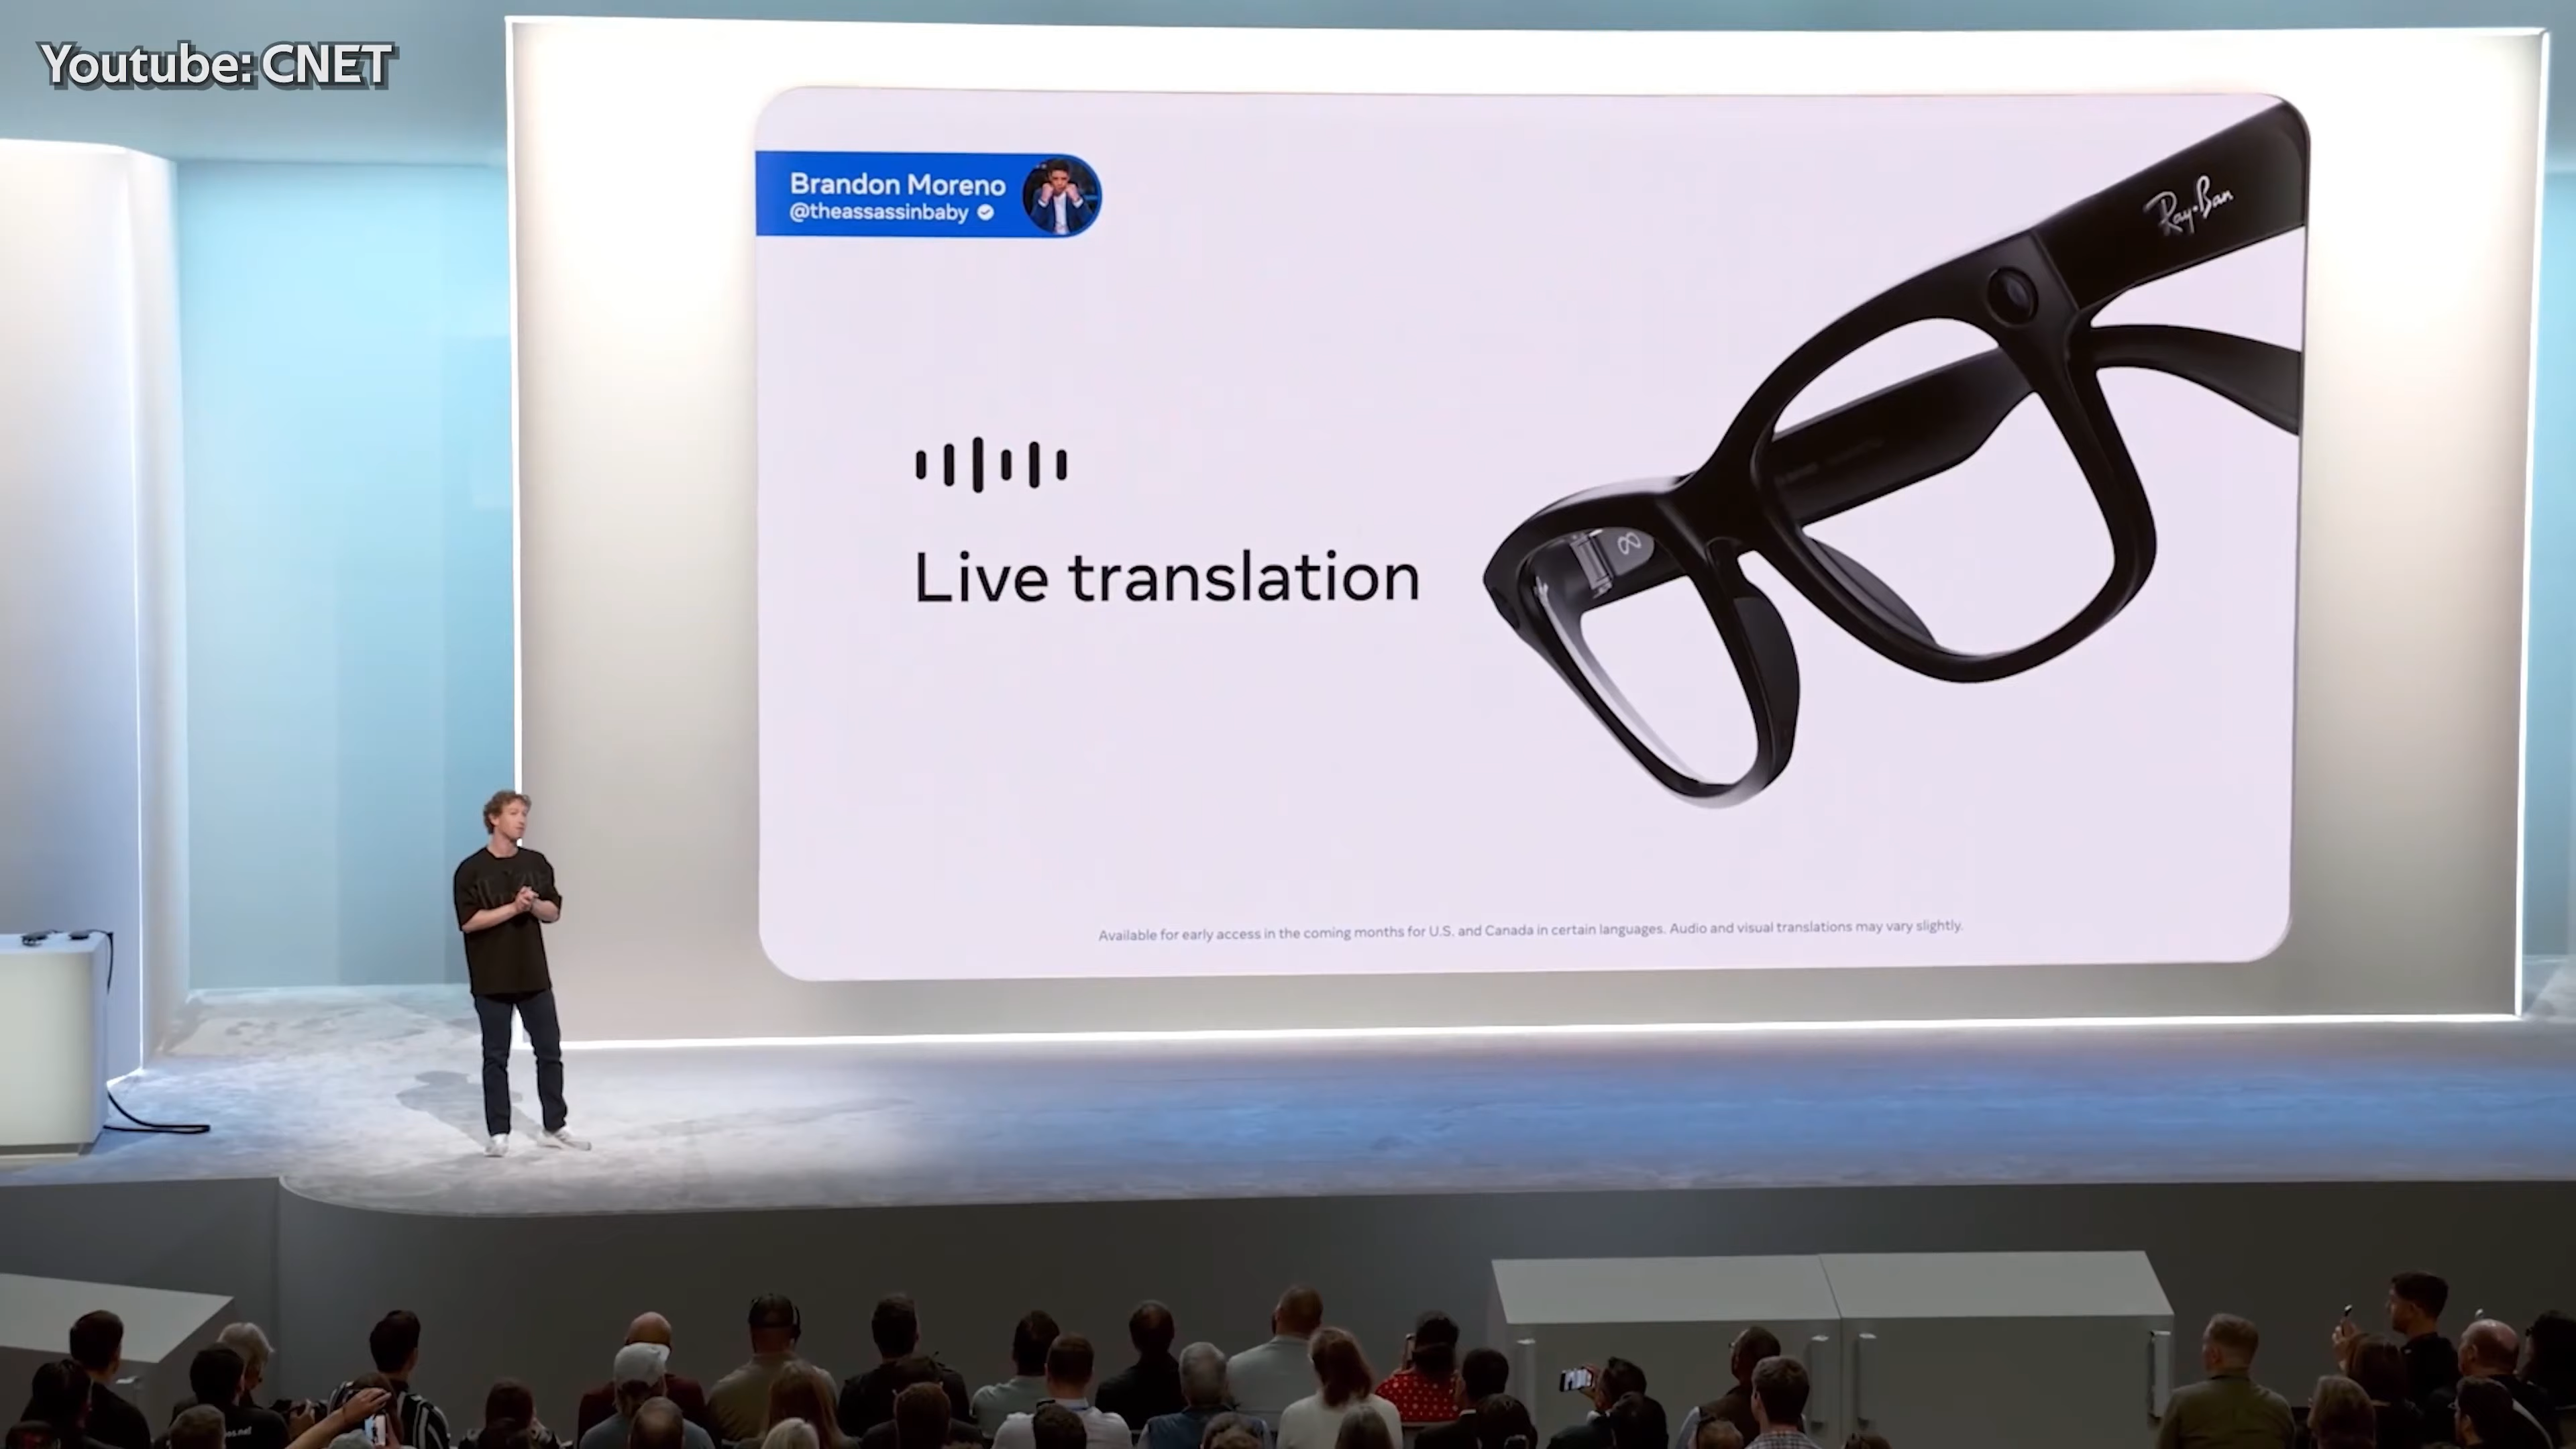 Youtube: CNET
Brandon Moreno
@theassassinbaby
Ray-Ban
Live translation
Available for early access in the coming months for U.S. and Canada in certain languages. Audio and visual translations may vary slightly.